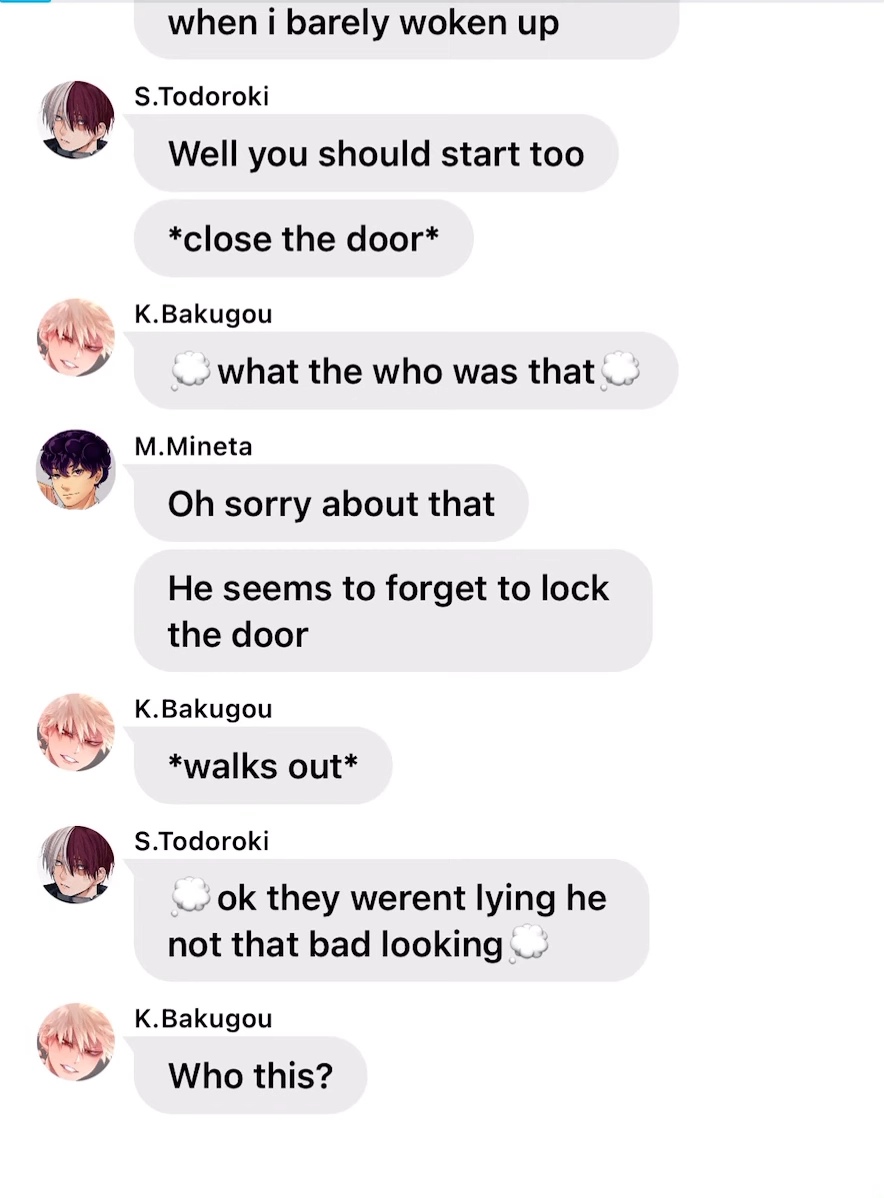 when i barely woken up
S.Todoroki
Well you should start too
*close the door*
K.Bakugou
💭what the who was that💭
M.Mineta
Oh sorry about that
He seems to forget to lock
the door
K.Bakugou
*walks out*
S.Todoroki
💭ok they werent lying he
not that bad looking💭
K.Bakugou
Who this?